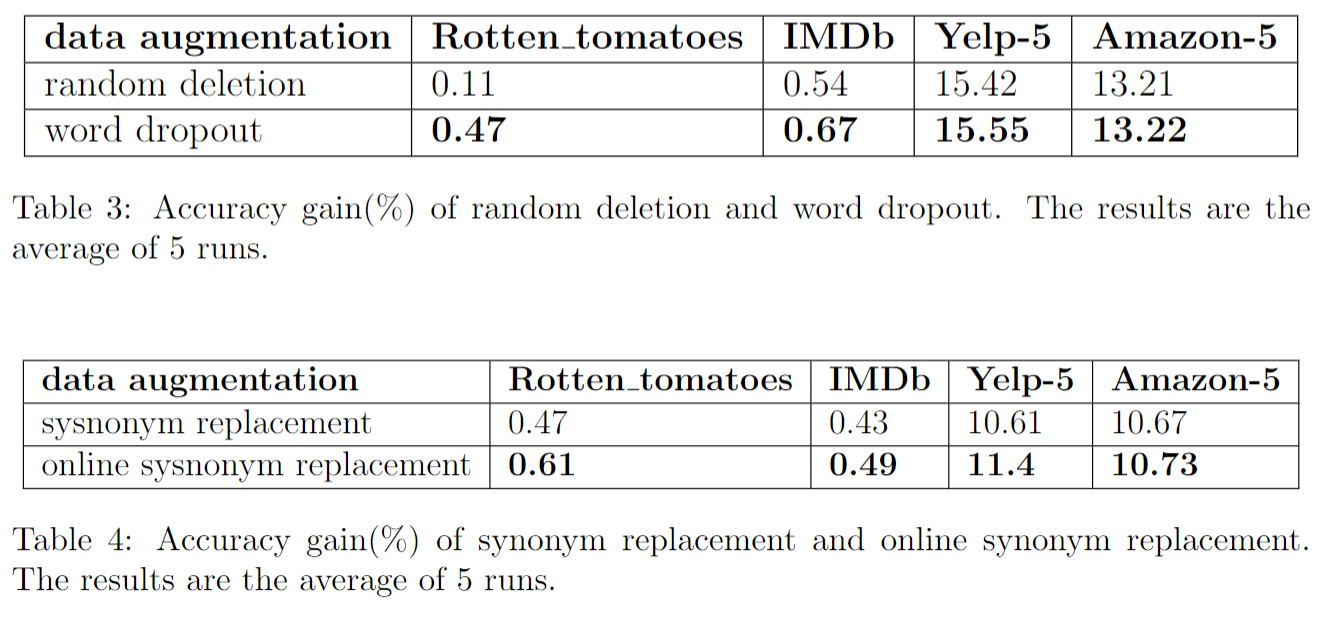 data augmentation Rotten_tomatoes IMDb Yelp-5 Amazon-5
random deletion 0.11 0.54 15.42 13.21
word dropout 0.47 0.67 15.55 13.22
Table 3: Accuracy gain(%) of random deletion and word dropout. The results are the
average of 5 runs.
data augmentation Rotten_tomatoes IMDb Yelp-5 Amazon-5
sysnonym replacement 0.47 0.43 10.61 10.67
online sysnonym replacement 0.61 0.49 11.4 10.73
Table 4: Accuracy gain(%) of synonym replacement and online synonym replacement.
The results are the average of 5 runs.